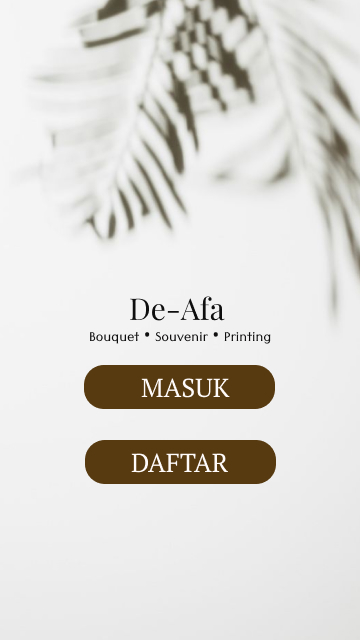 De-Afa
Bouquet • Souvenir • Printing
MASUK
DAFTAR